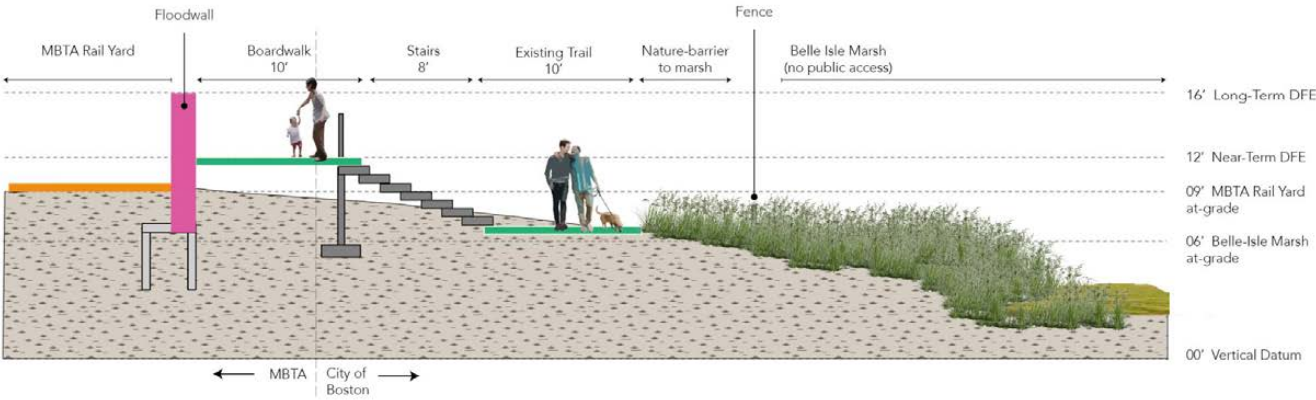 Floodwall
Fence
MBTA Rail Yard
Boardwalk
10'
Stairs
8'
Existing Trail
10'
Nature-barrier
to marsh
Belle Isle Marsh
(no public access)
16' Long-Term DFE
12' Near-Term DFE
09' MBTA Rail Yard
at-grade
06' Belle-Isle Marsh
at-grade
00' Vertical Datum
MBTA
City of
Boston